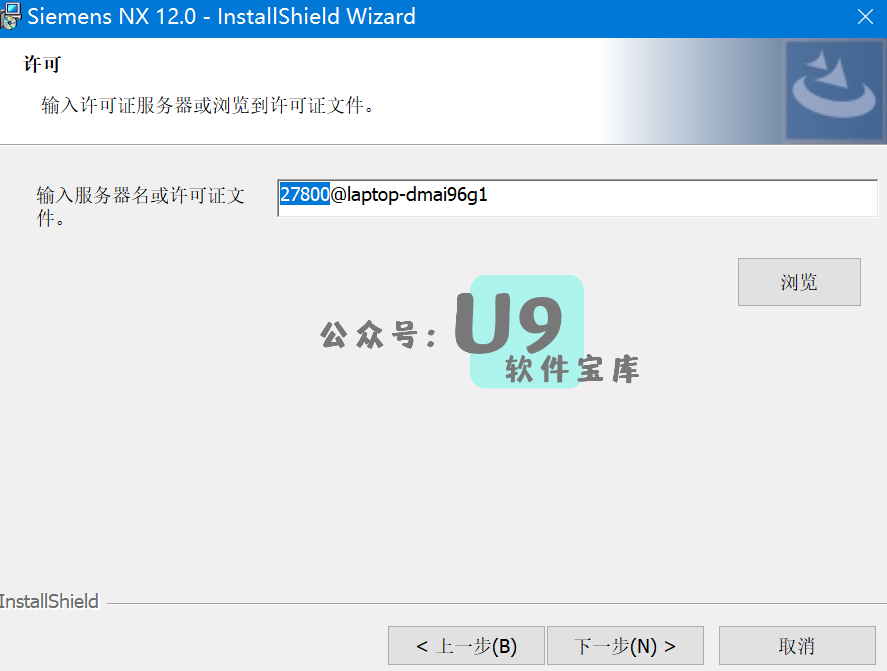 Siemens NX 12.0 - InstallShield Wizard
许可
输入许可证服务器或浏览到许可证文件。
输入服务器名或许可证文
件。
27800@laptop-dmai96g1
浏览
公众号：U9
软件宝库
InstallShield
< 上一步(B)
下一步(N) >
取消